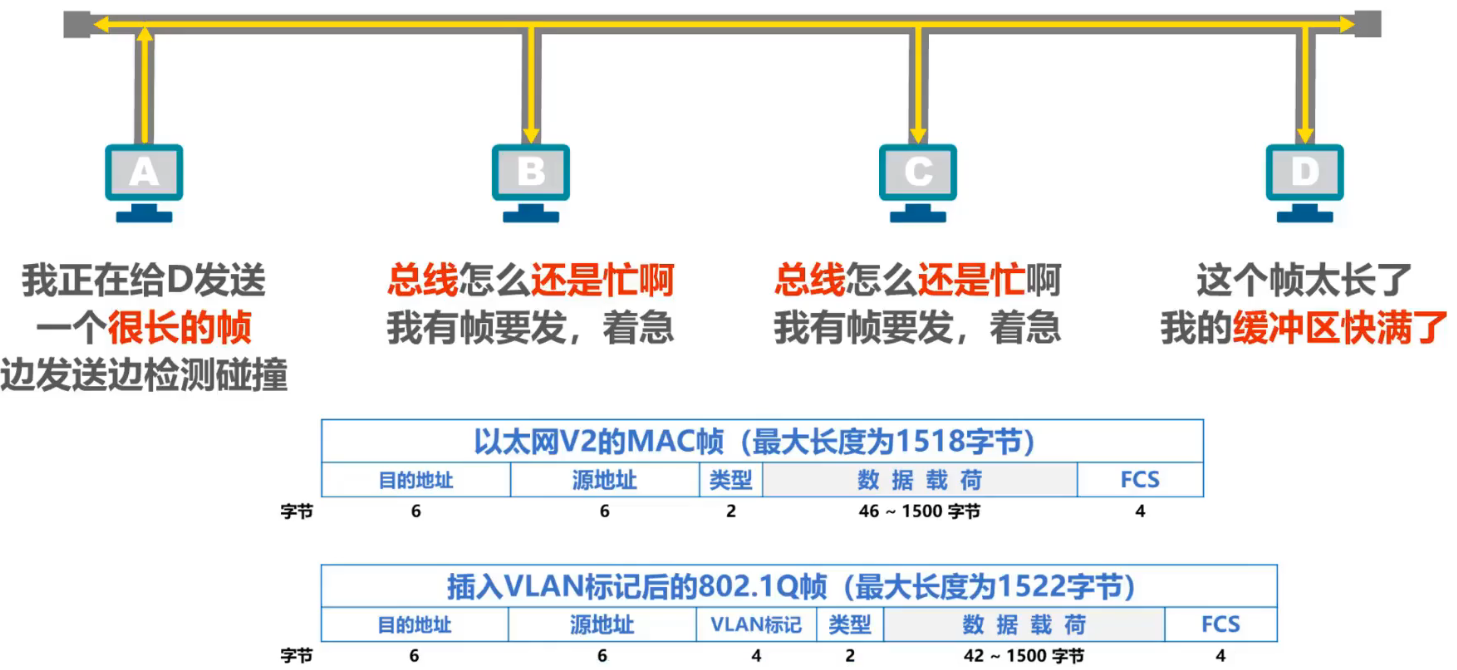 A
B
C
D
我正在给D发送
一个很长的帧
边发送边检测碰撞
总线怎么还是忙啊
我有帧要发，着急
总线怎么还是忙啊
我有帧要发，着急
这个帧太长了
我的缓冲区快满了
以太网V2的MAC帧（最大长度为1518字节）
目的地址 源地址 类型 数据载荷 FCS
字节 6 6 2 46 ~ 1500 字节 4
插入VLAN标记后的802.1Q帧（最大长度为1522字节）
目的地址 源地址 VLAN标记 类型 数据载荷 FCS
字节 6 6 4 2 42 ~ 1500 字节 4